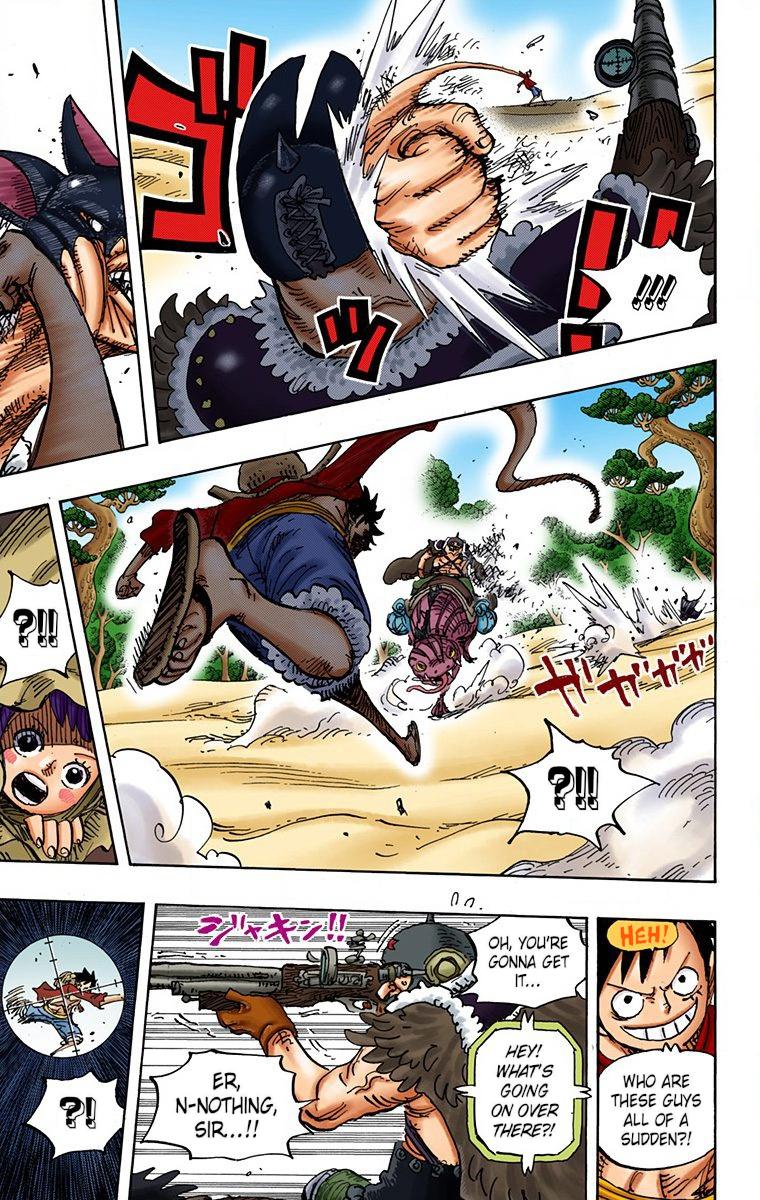 ゴゴ
!!
!!!
ッ
?!!
ガガガガ
?!!
HEH!
WHO ARE
THESE GUYS
ALL OF A
SUDDEN?!
OH, YOU'RE
GONNA GET
IT...
HEY!
WHAT'S
GOING
ON OVER
THERE?!
ジャキン!!
ER,
N-NOTHING,
SIR...!!
?!